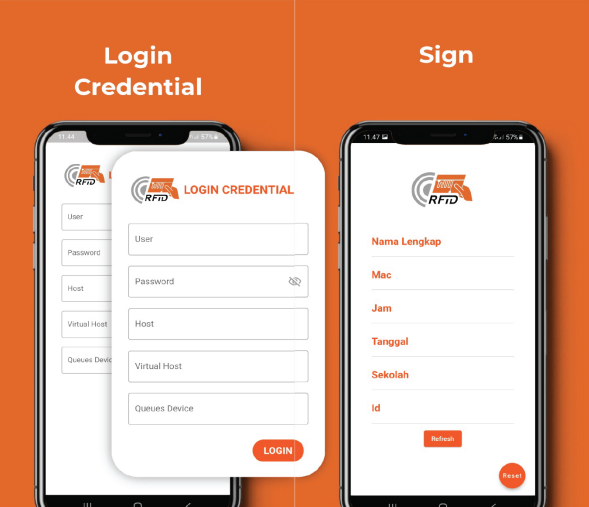 Login
Credential
Sign
11.44
57%
User
Password
Host
Virtual Host
Queues Devic
RFiD
RFiD
LOGIN CREDENTIAL
User
Password
Host
Virtual Host
Queues Device
LOGIN
11.47
57%
RFiD
Nama Lengkap
Mac
Jam
Tanggal
Sekolah
Id
Refresh
Reset